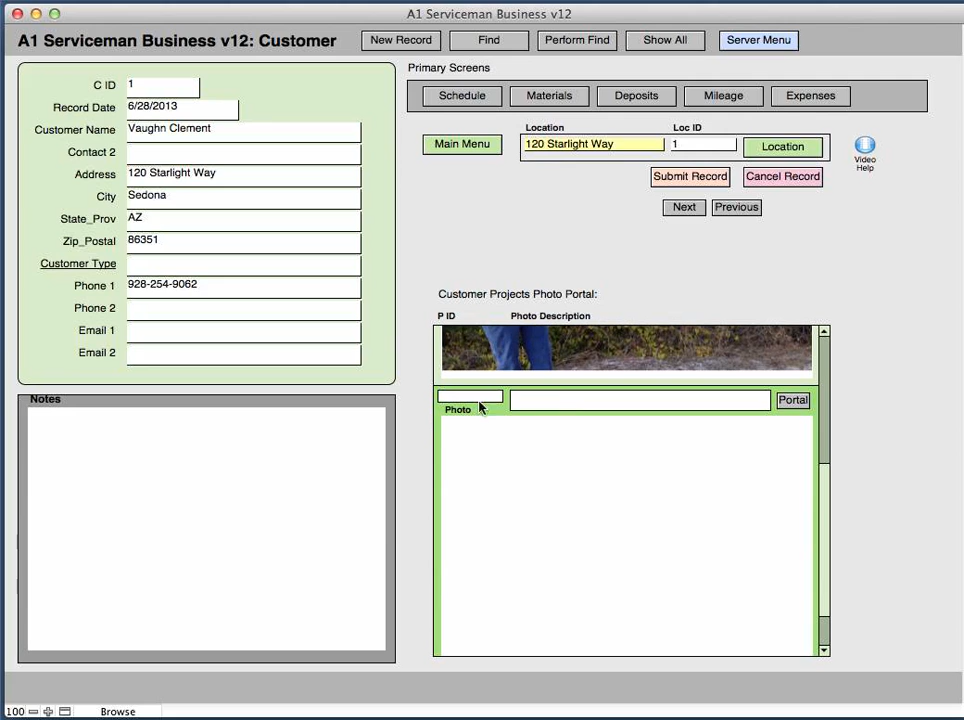 A1 Serviceman Business v12
A1 Serviceman Business v12: Customer
New Record
Find
Perform Find
Show All
Server Menu
C ID 1
Record Date 6/28/2013
Customer Name Vaughn Clement
Contact 2
Address 120 Starlight Way
City Sedona
State_Prov AZ
Zip_Postal 86351
Customer Type
Phone 1 928-254-9062
Phone 2
Email 1
Email 2
Notes
Primary Screens
Schedule
Materials
Deposits
Mileage
Expenses
Main Menu
Location Loc ID
120 Starlight Way 1
Location
Video
Help
Submit Record
Cancel Record
Next
Previous
Customer Projects Photo Portal:
P ID Photo Description
Portal
Photo
100
Browse